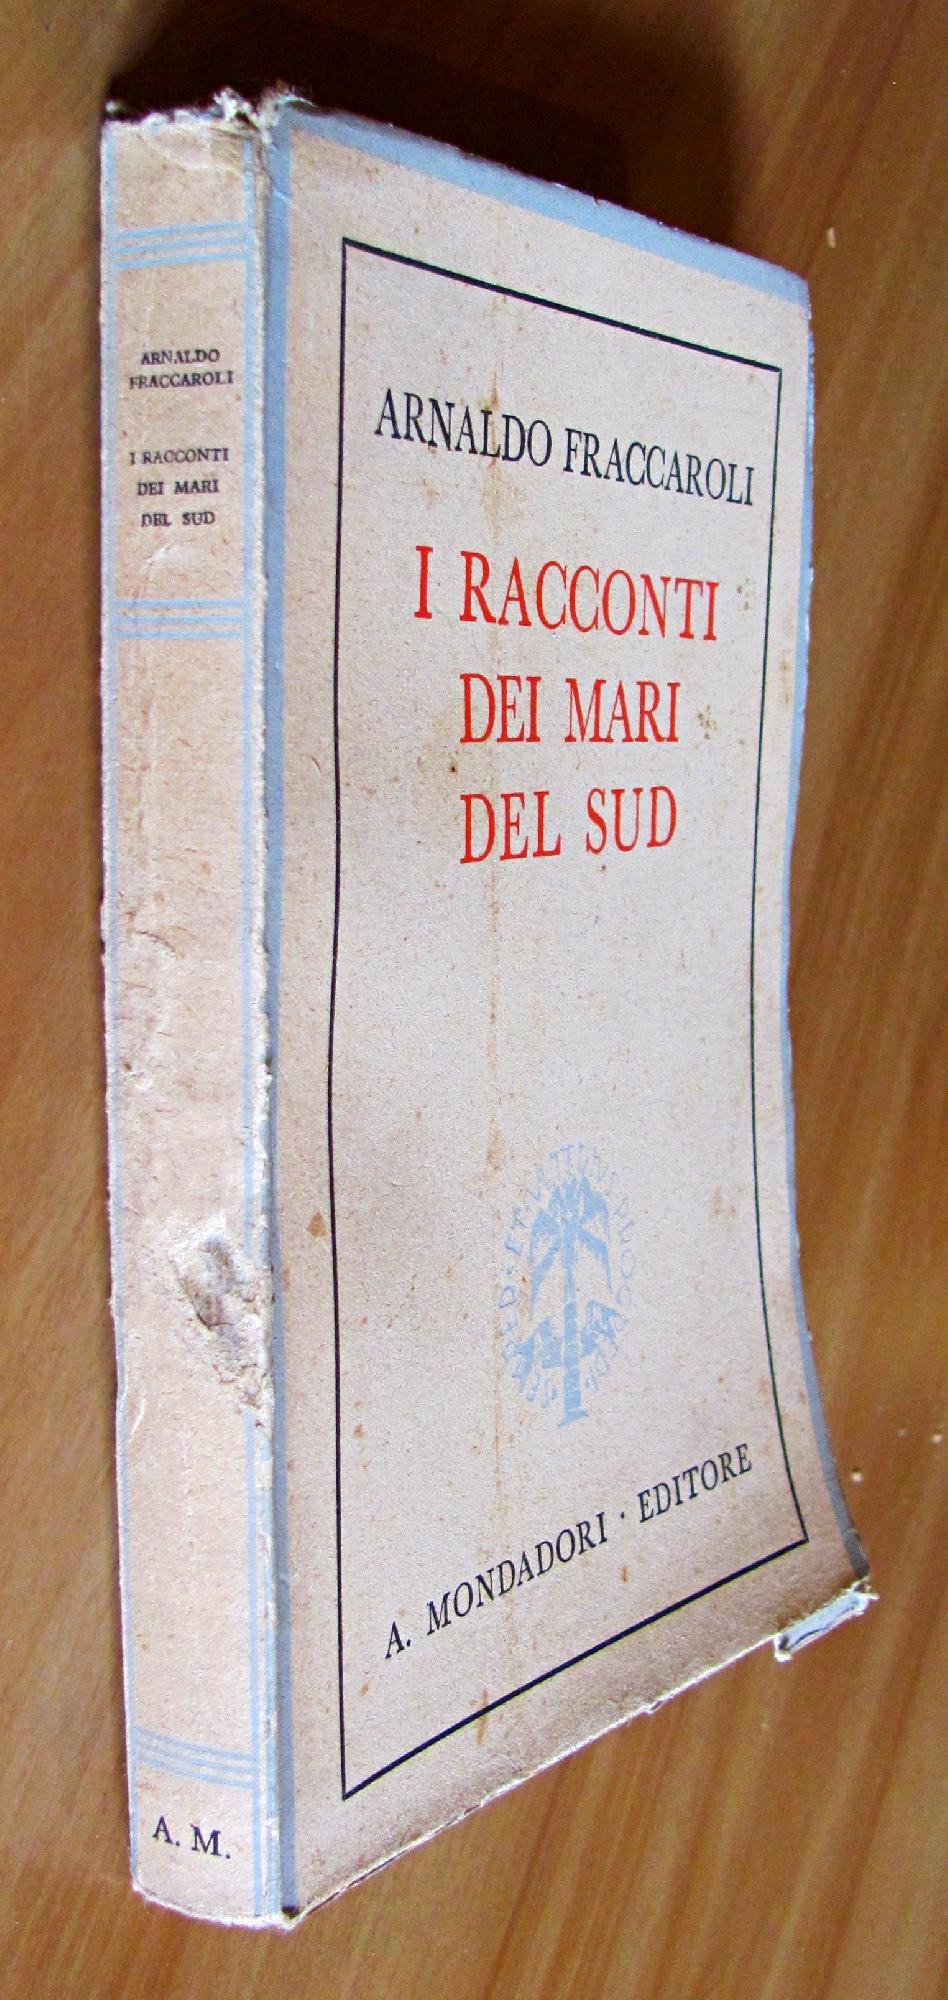 ARNALDO
FRACCAROLI
I RACCONTI
DEI MARI
DEL SUD
A. M.
ARNALDO FRACCAROLI
I RACCONTI
DEI MARI
DEL SUD
A. MONDADORI · EDITORE